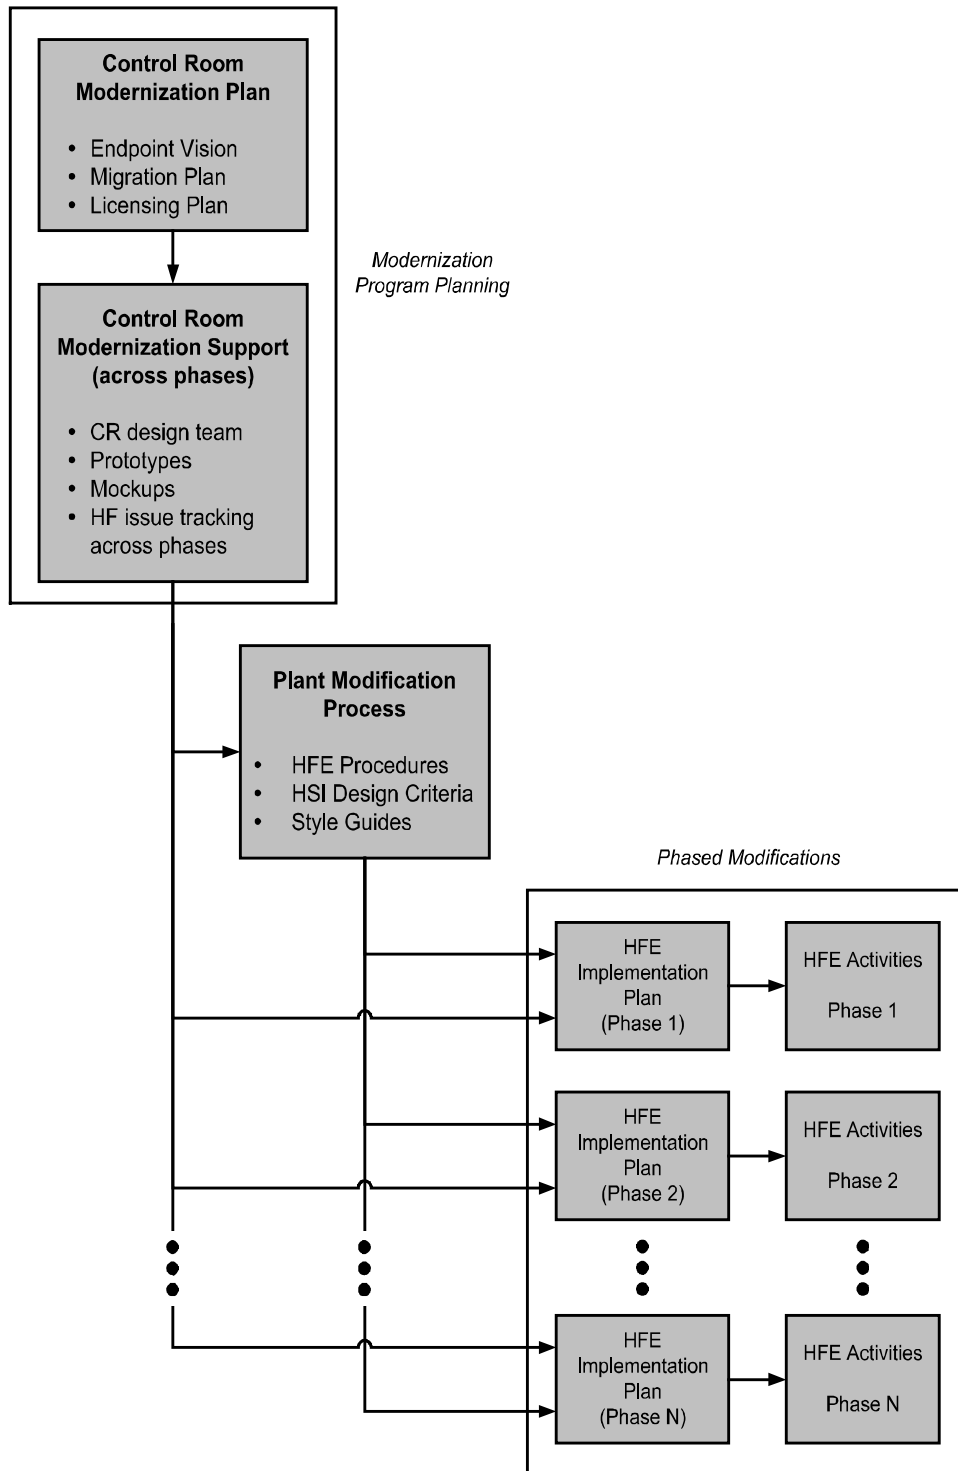 Control Room
Modernization Plan
• Endpoint Vision
• Migration Plan
• Licensing Plan
Modernization
Program Planning
Control Room
Modernization Support
(across phases)
• CR design team
• Prototypes
• Mockups
• HF issue tracking
across phases
Plant Modification
Process
• HFE Procedures
• HSI Design Criteria
• Style Guides
Phased Modifications
HFE
Implementation
Plan
(Phase 1)
HFE Activities
Phase 1
HFE
Implementation
Plan
(Phase 2)
HFE Activities
Phase 2
HFE
Implementation
Plan
(Phase N)
HFE Activities
Phase N